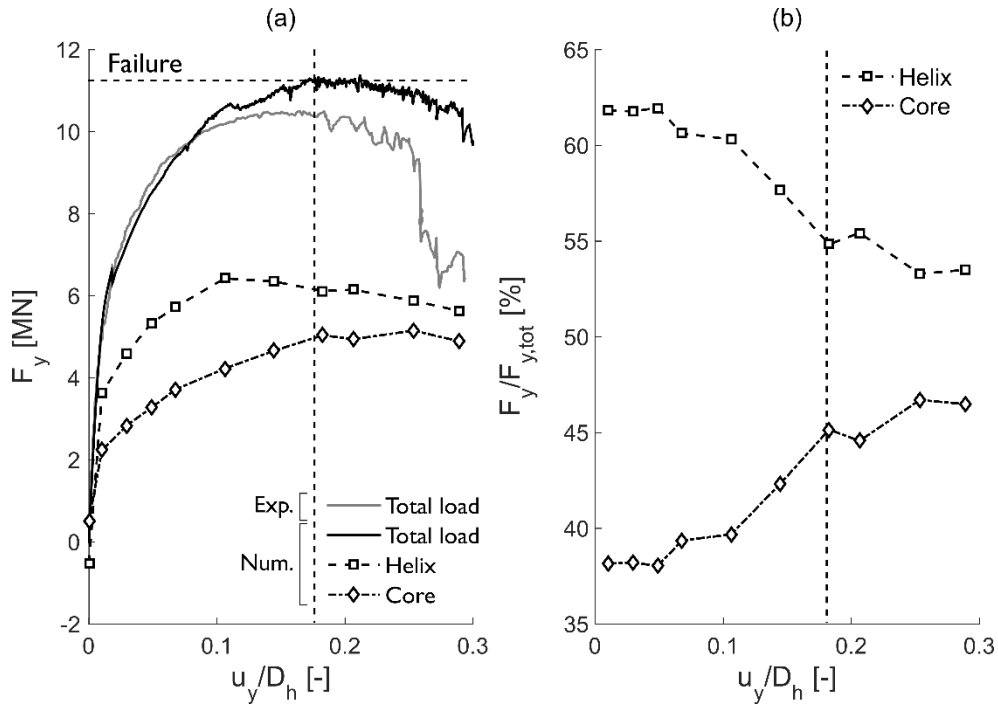 (a)
Failure
12
10
8
6
4
2
0
-2
F_y [MN]
0 0.1 0.2 0.3
u_y/D_h [-]
Exp.
Total load
Num.
Total load
Helix
Core
(b)
65
60
55
50
45
40
35
F_y/F_y,tot [%]
0 0.1 0.2 0.3
u_y/D_h [-]
Helix
Core